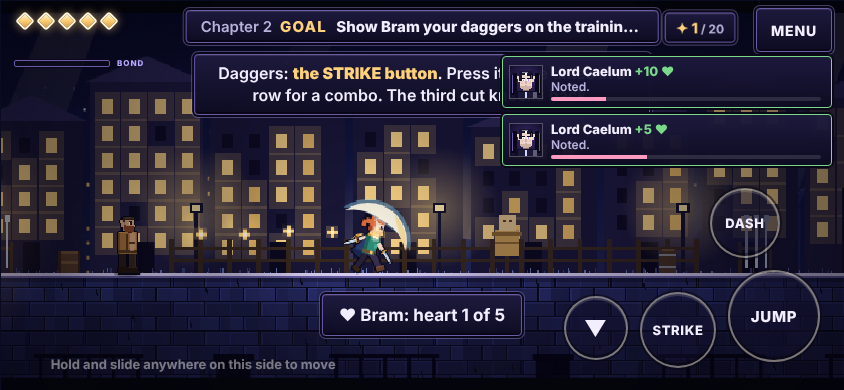 Chapter 2 GOAL Show Bram your daggers on the trainin...
1 / 20
MENU
BOND
Daggers: the STRIKE button. Press
row for a combo. The third cut
Lord Caelum +10
Noted.
Lord Caelum +5
Noted.
DASH
Bram: heart 1 of 5
STRIKE
JUMP
Hold and slide anywhere on this side to move